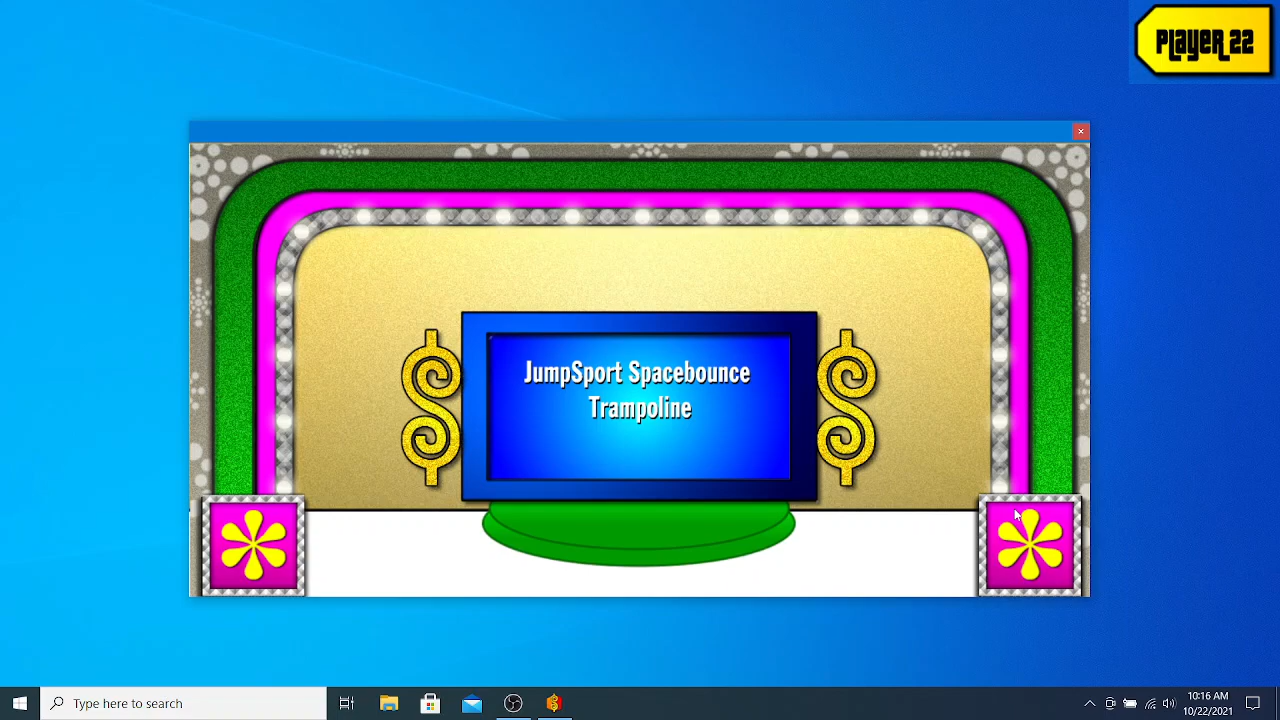 PLAYER 22
JumpSport Spacebounce
Trampoline
Type here to search
10:16 AM
10/22/2021